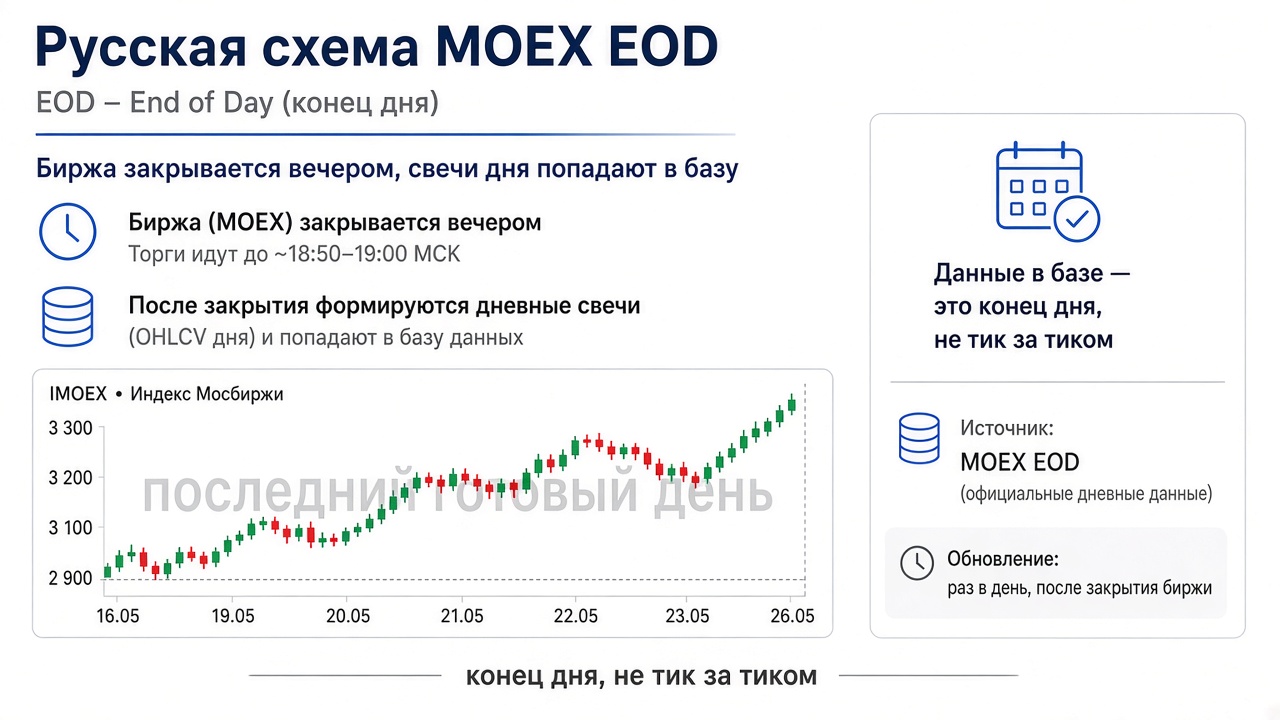 Русская схема MOEX EOD
EOD – End of Day (конец дня)
Биржа закрывается вечером, свечи дня попадают в базу
Биржа (MOEX) закрывается вечером
Торги идут до ~18:50–19:00 МСК
После закрытия формируются дневные свечи
(OHLCV дня) и попадают в базу данных
IMOEX • Индекс Мосбиржи
3 300
3 200
3 100
2 900
последний готовый день
16.05 19.05 20.05 21.05 22.05 23.05 26.05
Данные в базе —
это конец дня,
не тик за тиком
Источник:
MOEX EOD
(официальные дневные данные)
Обновление:
раз в день, после закрытия биржи
конец дня, не тик за тиком